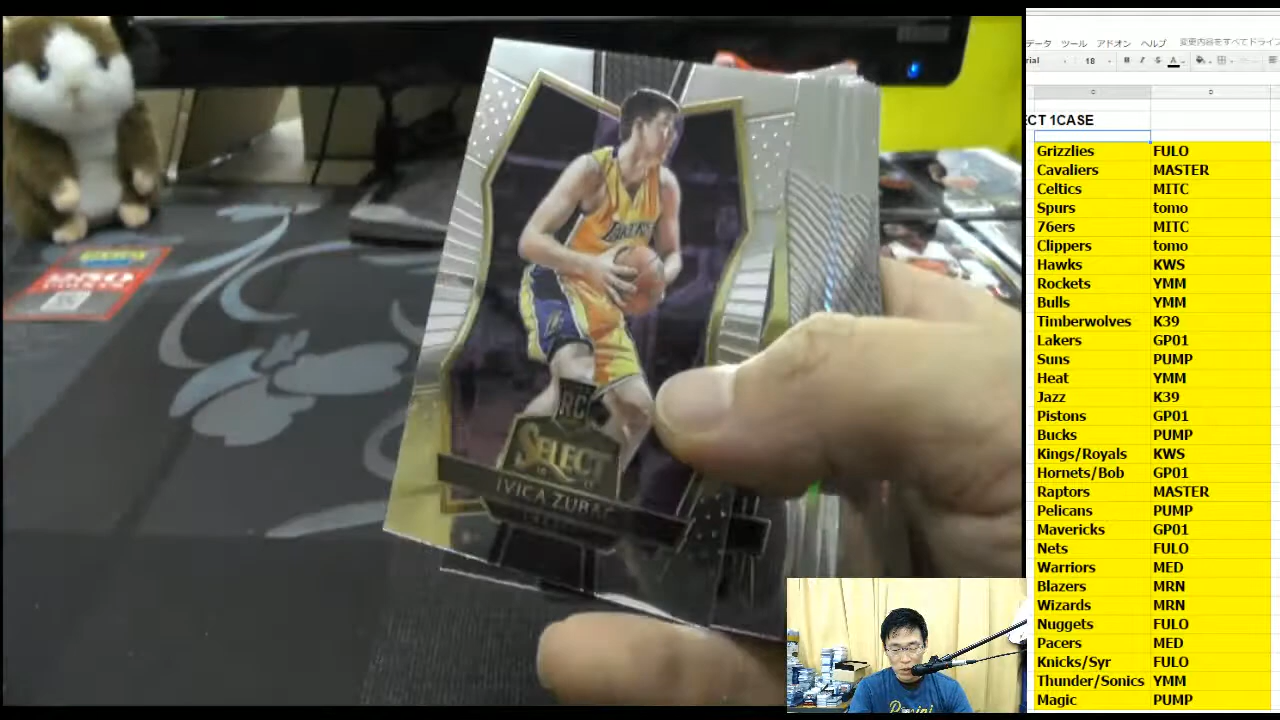 データ ツール アドオン ヘルプ 変更内容をすべてドライブ
rial 18 B I S A
ECT 1CASE
Grizzlies FULO
Cavaliers MASTER
Celtics MITC
Spurs tomo
76ers MITC
Clippers tomo
Hawks KWS
Rockets YMM
Bulls YMM
Timberwolves K39
Lakers GP01
Suns PUMP
Heat YMM
Jazz K39
Pistons GP01
Bucks PUMP
Kings/Royals KWS
Hornets/Bob GP01
Raptors MASTER
Pelicans PUMP
Mavericks GP01
Nets FULO
Warriors MED
Blazers MRN
Wizards MRN
Nuggets FULO
Pacers MED
Knicks/Syr FULO
Thunder/Sonics YMM
Magic PUMP
RC
SELECT
IVICA ZUBAC